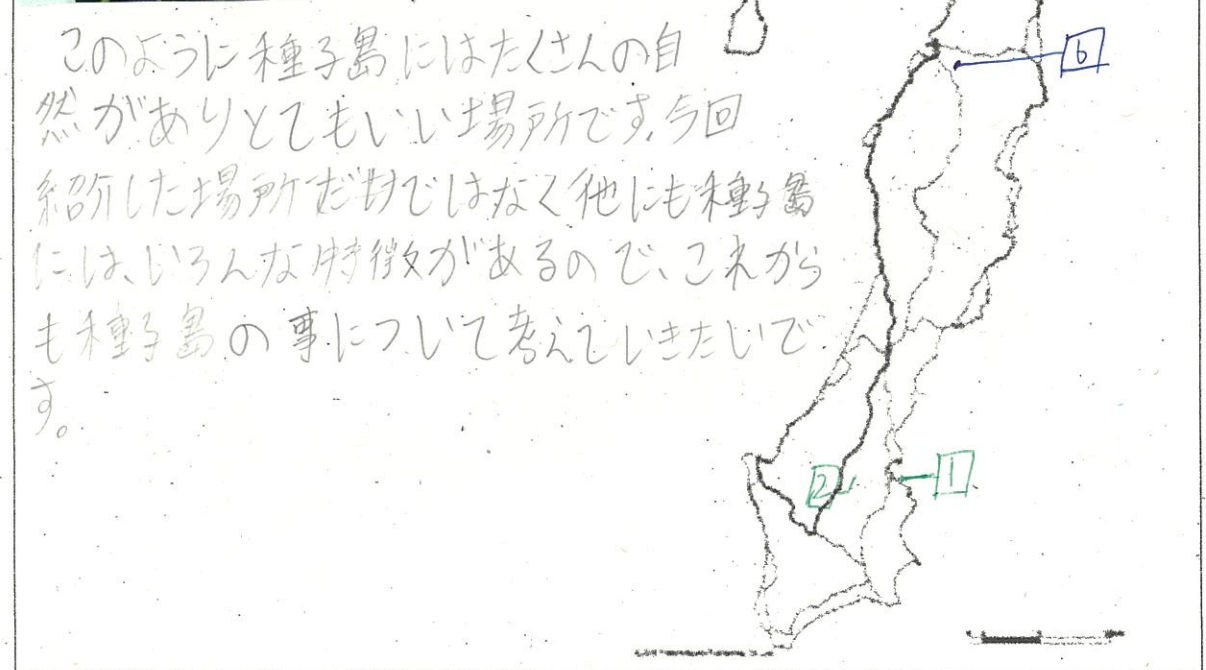 このように種子島にはたくさんの自
然がありとてもいい場所です。今回
紹介した場所だけではなく他にも種子島
には、いろんな特徴があるので、これから
も種子島の事について考えていきたいで
す。
6
2
1